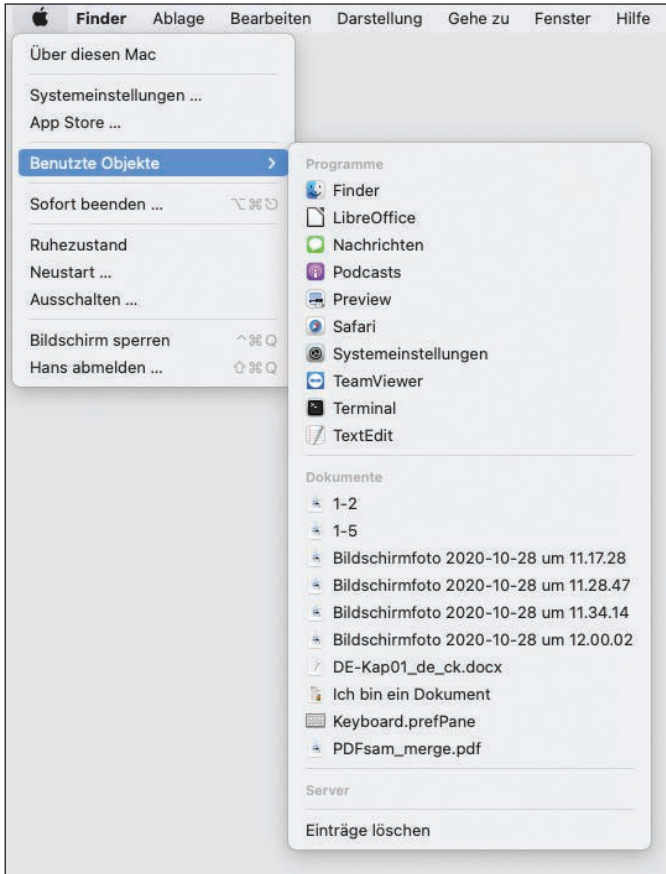 Finder Ablage Bearbeiten Darstellung Gehe zu Fenster Hilfe
Über diesen Mac
Systemeinstellungen ...
App Store ...
Benutzte Objekte >
Sofort beenden ... ⌥⌘⎋
Ruhezustand
Neustart ...
Ausschalten ...
Bildschirm sperren ^⌘Q
Hans abmelden ... ⇧⌘Q
Programme
Finder
LibreOffice
Nachrichten
Podcasts
Preview
Safari
Systemeinstellungen
TeamViewer
Terminal
TextEdit
Dokumente
1-2
1-5
Bildschirmfoto 2020-10-28 um 11.17.28
Bildschirmfoto 2020-10-28 um 11.28.47
Bildschirmfoto 2020-10-28 um 11.34.14
Bildschirmfoto 2020-10-28 um 12.00.02
DE-Kap01_de_ck.docx
Ich bin ein Dokument
Keyboard.prefPane
PDFsam_merge.pdf
Server
Einträge löschen